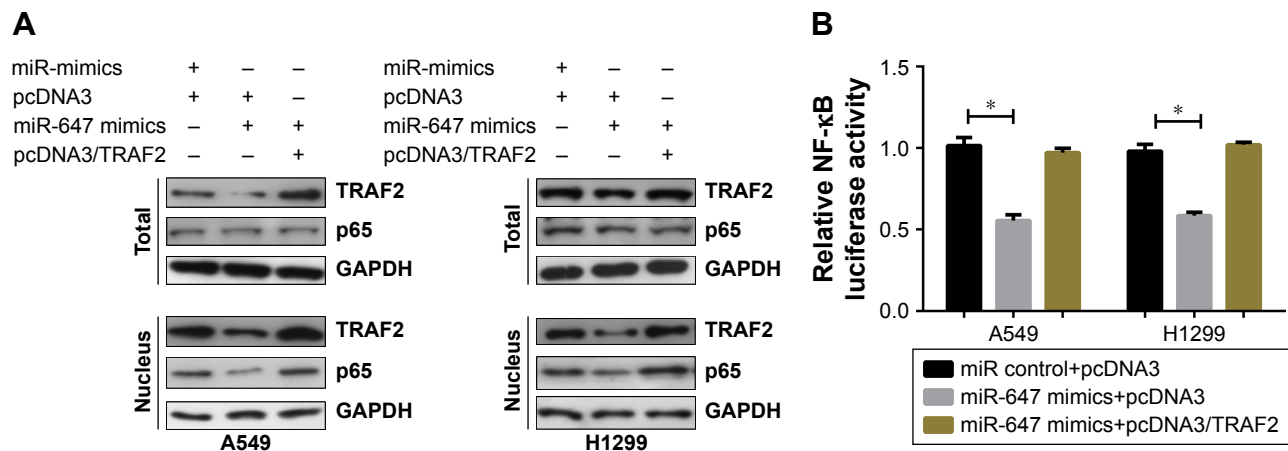 A
miR-mimics + – –
pcDNA3 + + –
miR-647 mimics – + +
pcDNA3/TRAF2 – – +
Total
TRAF2
p65
GAPDH
Nucleus
TRAF2
p65
GAPDH
A549
miR-mimics + – –
pcDNA3 + + –
miR-647 mimics – + +
pcDNA3/TRAF2 – – +
Total
TRAF2
p65
GAPDH
Nucleus
TRAF2
p65
GAPDH
H1299
B
Relative NF-κB
luciferase activity
1.5
1.0
0.5
0.0
* *
A549 H1299
miR control+pcDNA3
miR-647 mimics+pcDNA3
miR-647 mimics+pcDNA3/TRAF2